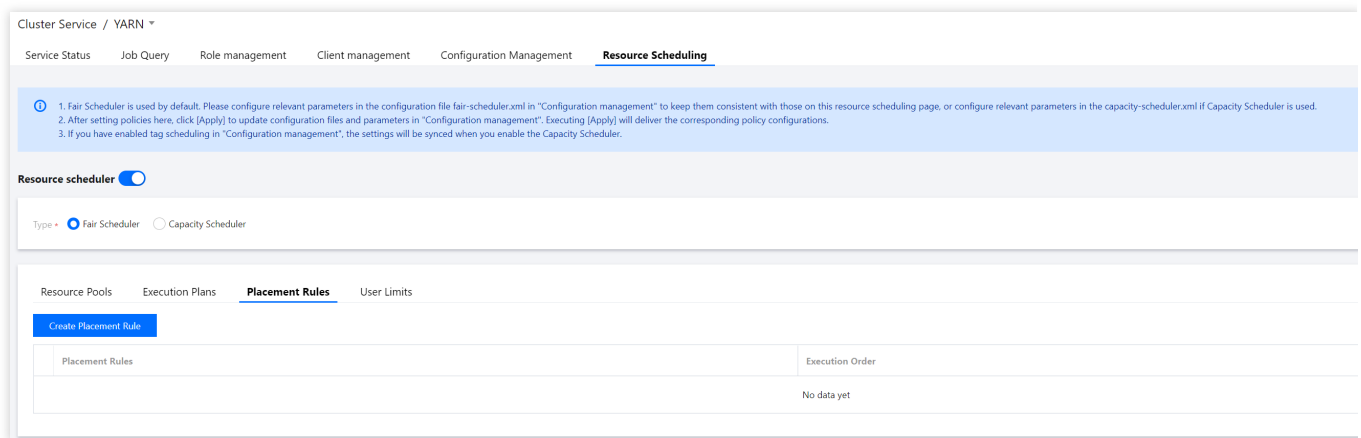 Cluster Service / YARN
Service Status Job Query Role management Client management Configuration Management Resource Scheduling
1. Fair Scheduler is used by default. Please configure relevant parameters in the configuration file fair-scheduler.xml in "Configuration management" to keep them consistent with those on this resource scheduling page, or configure relevant parameters in the capacity-scheduler.xml if Capacity Scheduler is used.
2. After setting policies here, click [Apply] to update configuration files and parameters in "Configuration management". Executing [Apply] will deliver the corresponding policy configurations.
3. If you have enabled tag scheduling in "Configuration management", the settings will be synced when you enable the Capacity Scheduler.
Resource scheduler
Type * Fair Scheduler Capacity Scheduler
Resource Pools Execution Plans Placement Rules User Limits
Create Placement Rule
Placement Rules Execution Order
No data yet